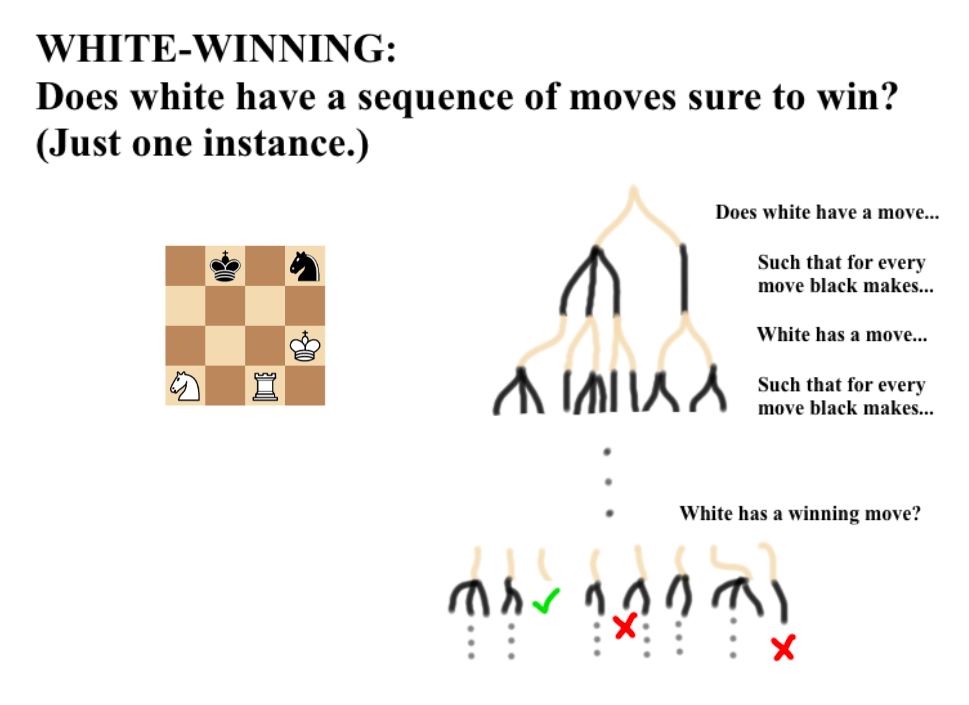 WHITE-WINNING:
Does white have a sequence of moves sure to win?
(Just one instance.)
Does white have a move...
Such that for every
move black makes...
White has a move...
Such that for every
move black makes...
White has a winning move?